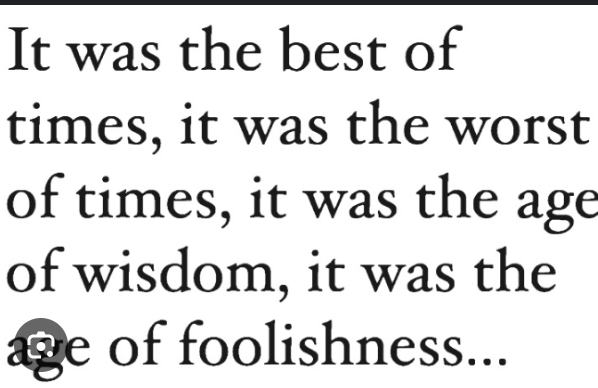 It was the best of
times, it was the worst
of times, it was the age
of wisdom, it was the
age of foolishness...